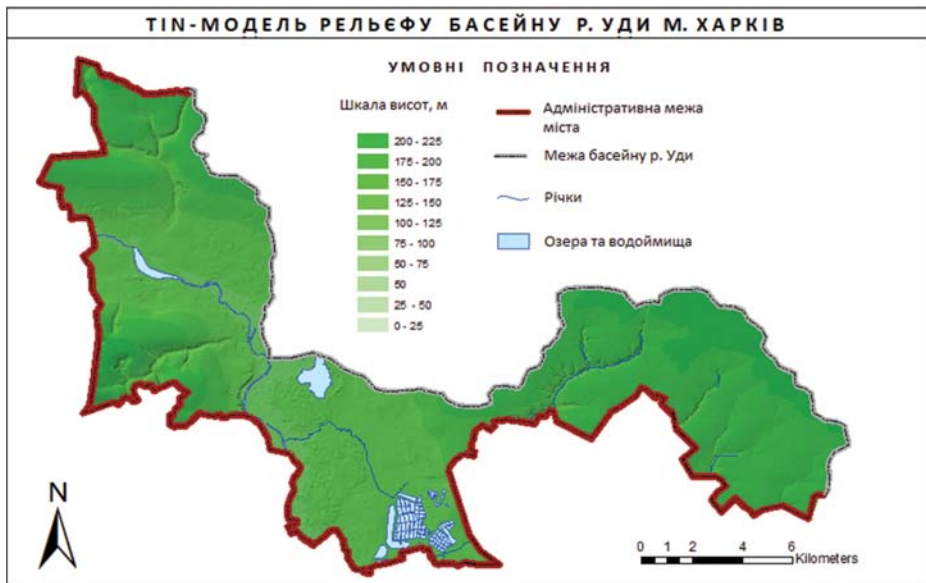 TIN-МОДЕЛЬ РЕЛЬЄФУ БАСЕЙНУ Р. УДИ М. ХАРКІВ
УМОВНІ ПОЗНАЧЕННЯ
Шкала висот, м
200 - 225
175 - 200
150 - 175
125 - 150
100 - 125
75 - 100
50 - 75
50
25 - 50
0 - 25
Адміністративна межа
міста
Межа басейну р. Уди
Річки
Озера та водоймища
N
0 1 2 4 6
Kilometers